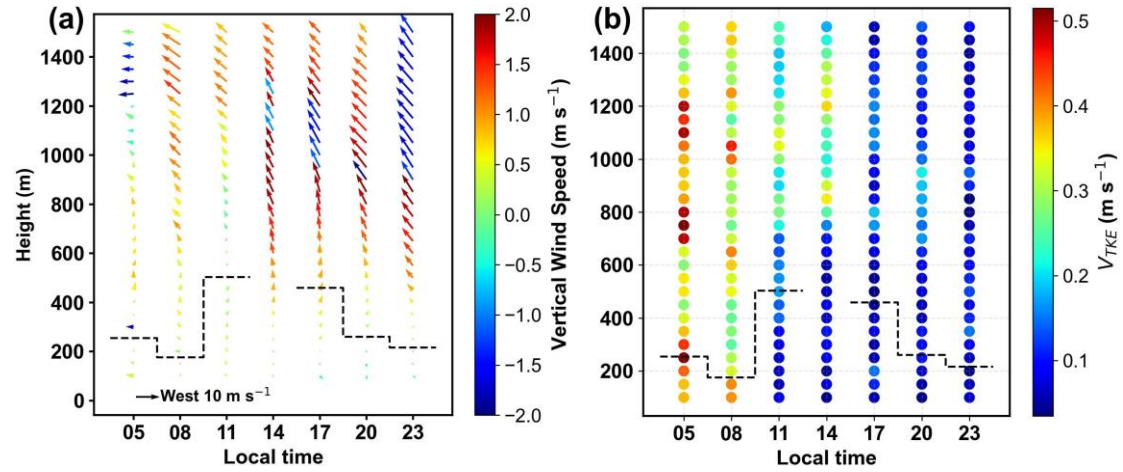 (a)
Height (m)
1400
1200
1000
800
600
400
200
0
West 10 m s⁻¹
05 08 11 14 17 20 23
Local time
2.0
1.5
1.0
0.5
0.0
−0.5
−1.0
−1.5
−2.0
Vertical Wind Speed (m s⁻¹)
(b)
1400
1200
1000
800
600
400
200
05 08 11 14 17 20 23
Local time
0.5
0.4
0.3
0.2
0.1
V_TKE (m s⁻¹)